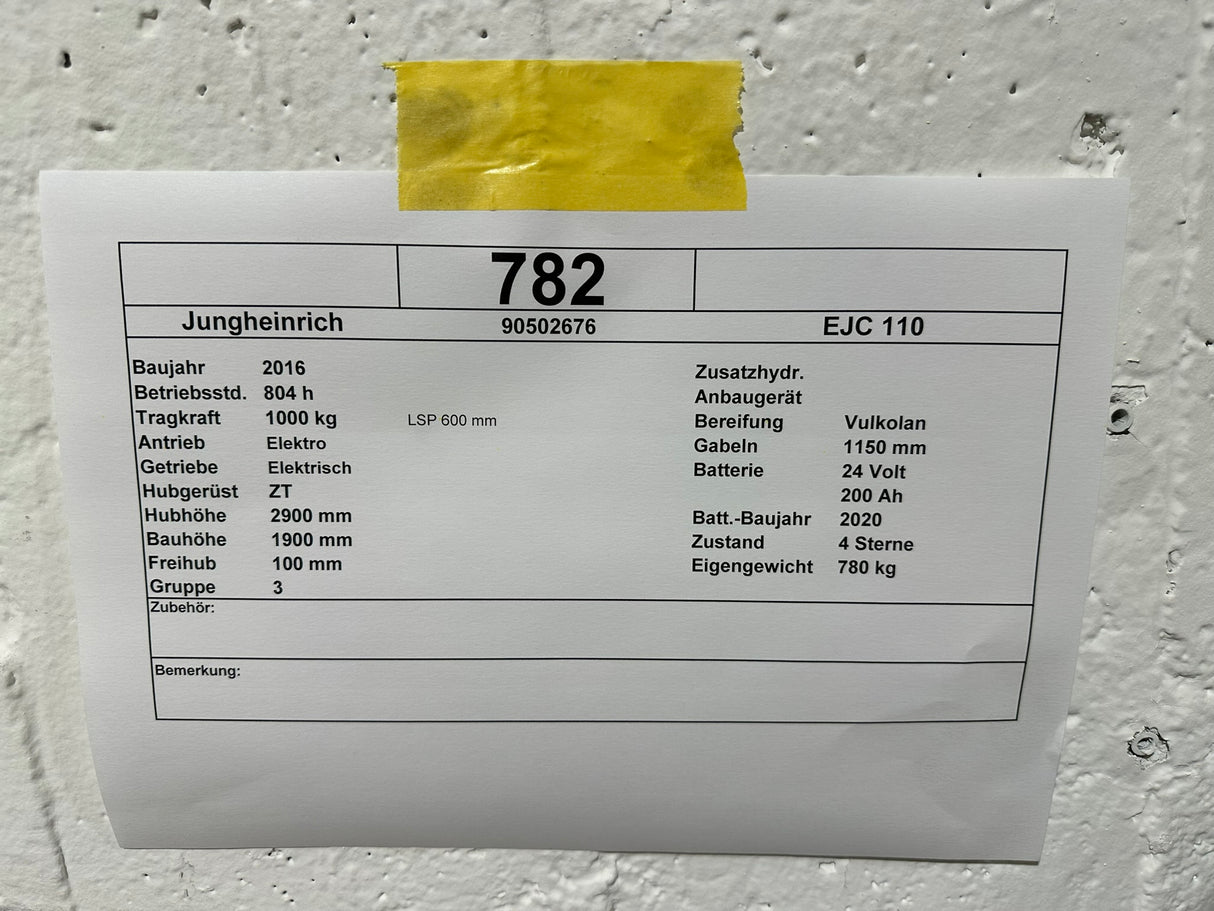 782
Jungheinrich 90502676 EJC 110
Baujahr 2016 Zusatzhydr.
Betriebsstd. 804 h Anbaugerät
Tragkraft 1000 kg LSP 600 mm Bereifung Vulkolan
Antrieb Elektro Gabeln 1150 mm
Getriebe Elektrisch Batterie 24 Volt
Hubgerüst ZT 200 Ah
Hubhöhe 2900 mm Batt.-Baujahr 2020
Bauhöhe 1900 mm Zustand 4 Sterne
Freihub 100 mm Eigengewicht 780 kg
Gruppe 3
Zubehör:
Bemerkung: